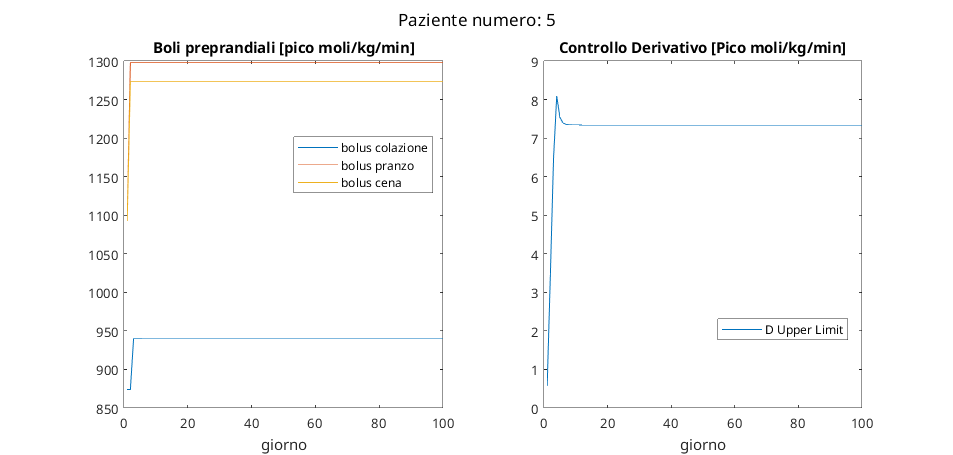 Paziente numero: 5
Boli preprandiali [pico moli/kg/min]
1300
1250
1200
1150
1100
1050
1000
950
900
850
0 20 40 60 80 100
giorno
bolus colazione
bolus pranzo
bolus cena
Controllo Derivativo [Pico moli/kg/min]
9
8
7
6
5
4
3
2
1
0
0 20 40 60 80 100
giorno
D Upper Limit